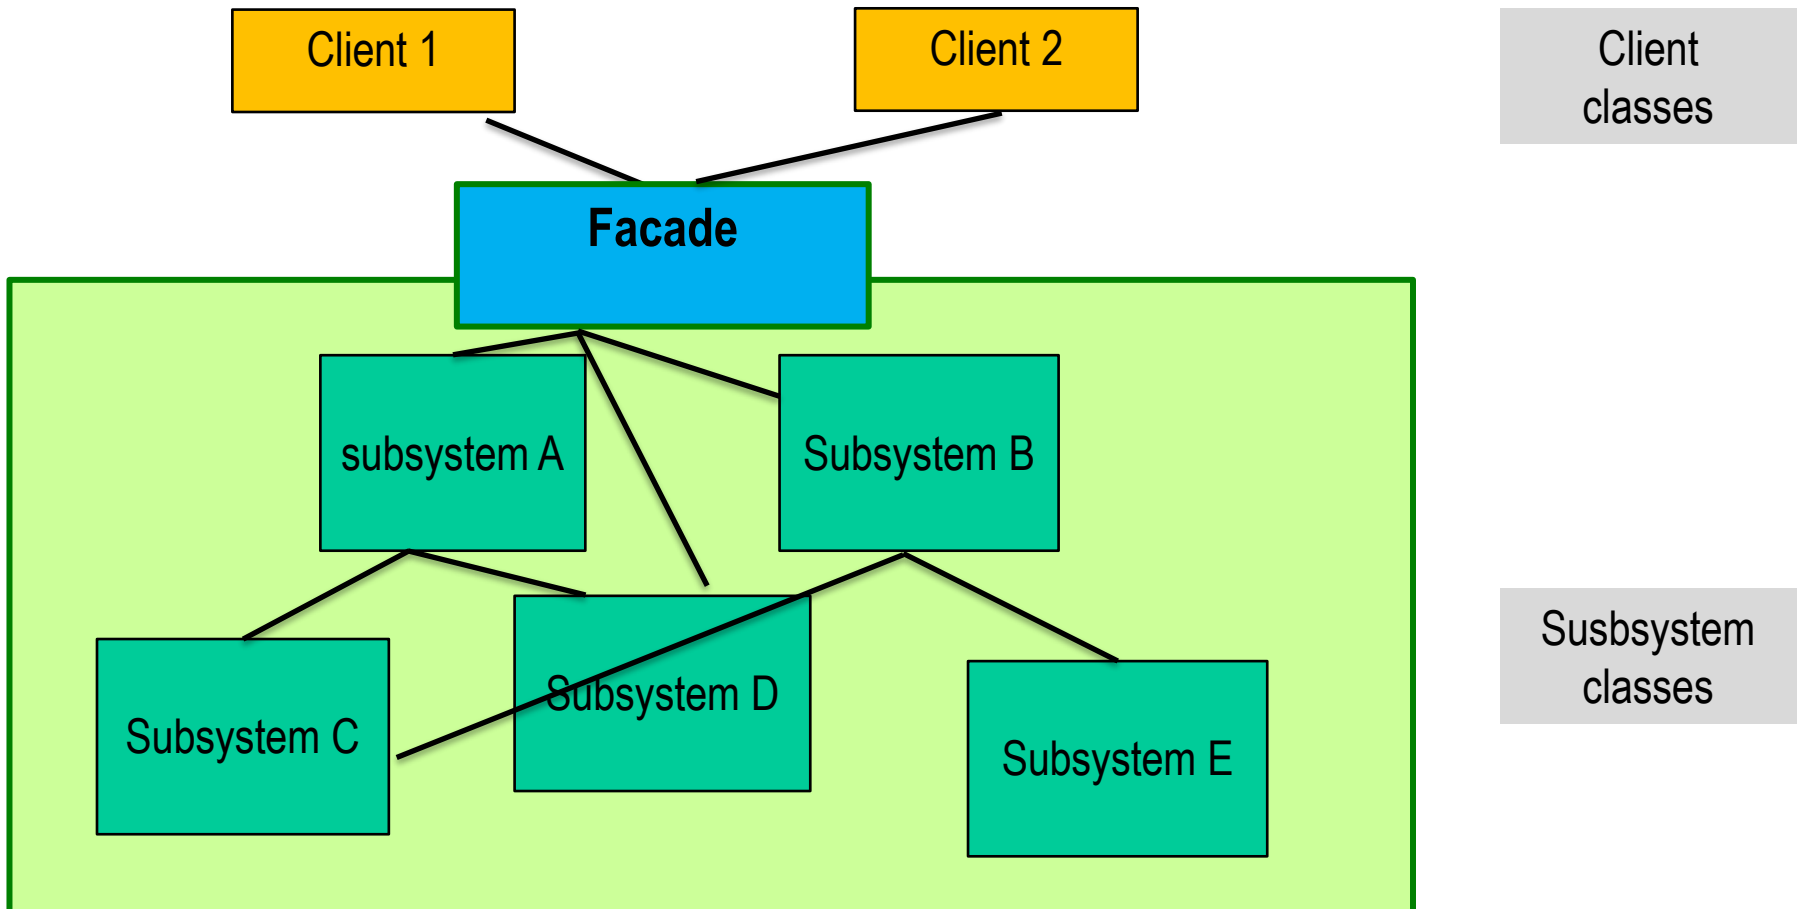 Client 1
Client 2
Client
classes
Facade
subsystem A
Subsystem B
Susbsystem
classes
Subsystem D
Subsystem C
Subsystem E